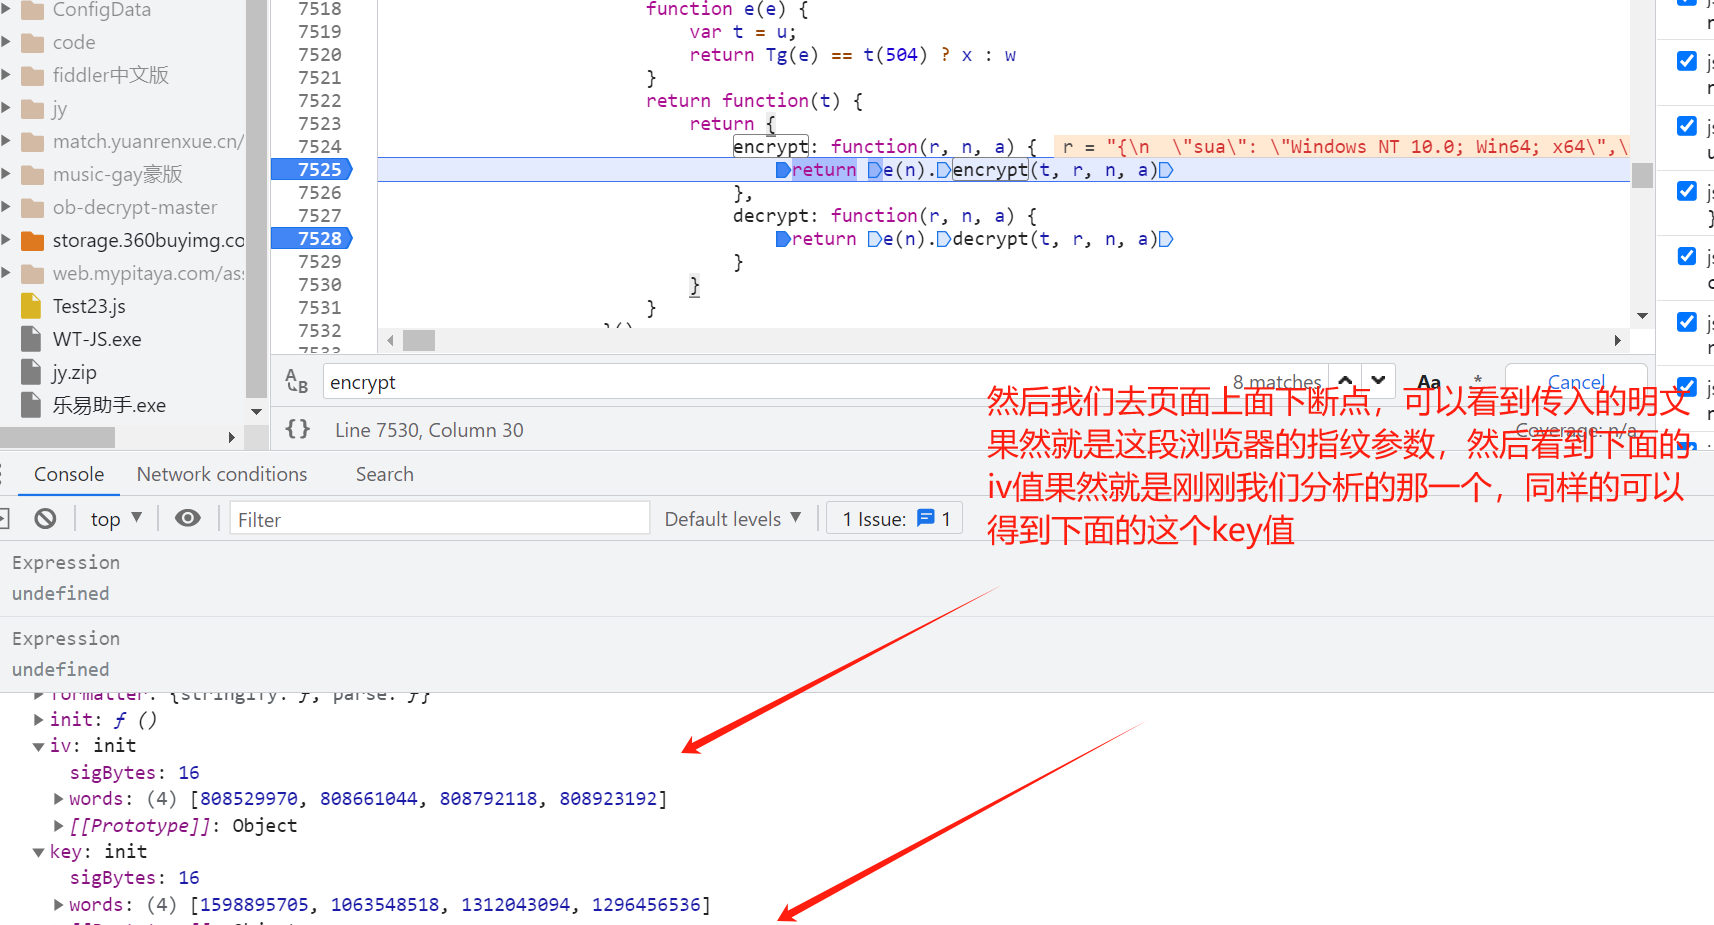 ConfigData
code
fiddler中文版
jy
match.yuanrenxue.cn/
music-gay豪版
ob-decrypt-master
storage.360buyimg.co
web.mypitaya.com/ass
Test23.js
WT-JS.exe
jy.zip
乐易助手.exe
7518 function e(e) {
7519 var t = u;
7520 return Tg(e) == t(504) ? x : w
7521 }
7522 return function(t) {
7523 return {
7524 encrypt: function(r, n, a) { r = "{\n \"sua\": \"Windows NT 10.0; Win64; x64\",\
7525 return e(n).encrypt(t, r, n, a)
7526 },
7527 decrypt: function(r, n, a) {
7528 return e(n).decrypt(t, r, n, a)
7529 }
7530 }
7531 }
7532 }()
7533
encrypt
8 matches
Aa
.*
Cancel
{} Line 7530, Column 30
Coverage: n/a
然后我们去页面上面下断点，可以看到传入的明文
果然就是这段浏览器的指纹参数，然后看到下面的
iv值果然就是刚刚我们分析的那一个，同样的可以
得到下面的这个key值
Console Network conditions Search
top Filter Default levels 1 Issue: 1
Expression
undefined
Expression
undefined
formatter: {stringify: ƒ, parse: ƒ}
init: ƒ ()
iv: init
sigBytes: 16
words: (4) [808529970, 808661044, 808792118, 808923192]
[[Prototype]]: Object
key: init
sigBytes: 16
words: (4) [1598895705, 1063548518, 1312043094, 1296456536]
[[Prototype]]: Object